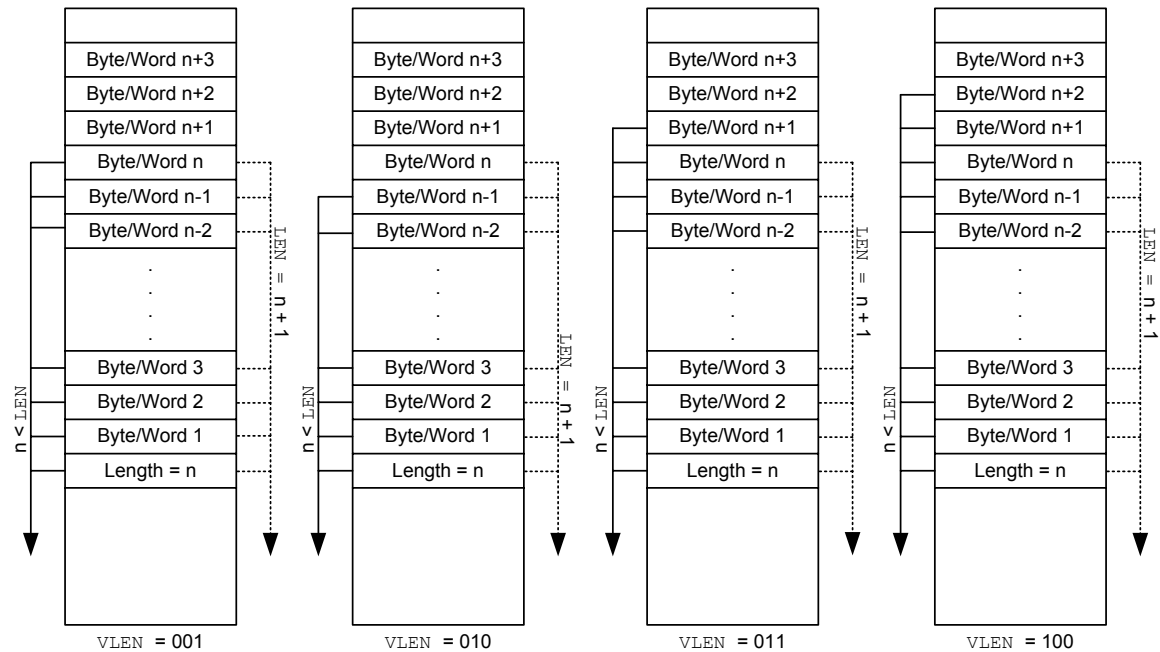 Byte/Word n+3
Byte/Word n+2
Byte/Word n+1
Byte/Word n
Byte/Word n-1
Byte/Word n-2
.
.
.
.
Byte/Word 3
Byte/Word 2
Byte/Word 1
Length = n
n < LEN
LEN = n + 1
VLEN = 001
Byte/Word n+3
Byte/Word n+2
Byte/Word n+1
Byte/Word n
Byte/Word n-1
Byte/Word n-2
.
.
.
.
Byte/Word 3
Byte/Word 2
Byte/Word 1
Length = n
n < LEN
LEN = n + 1
VLEN = 010
Byte/Word n+3
Byte/Word n+2
Byte/Word n+1
Byte/Word n
Byte/Word n-1
Byte/Word n-2
.
.
.
.
Byte/Word 3
Byte/Word 2
Byte/Word 1
Length = n
n < LEN
LEN = n + 1
VLEN = 011
Byte/Word n+3
Byte/Word n+2
Byte/Word n+1
Byte/Word n
Byte/Word n-1
Byte/Word n-2
.
.
.
.
Byte/Word 3
Byte/Word 2
Byte/Word 1
Length = n
n < LEN
LEN = n + 1
VLEN = 100